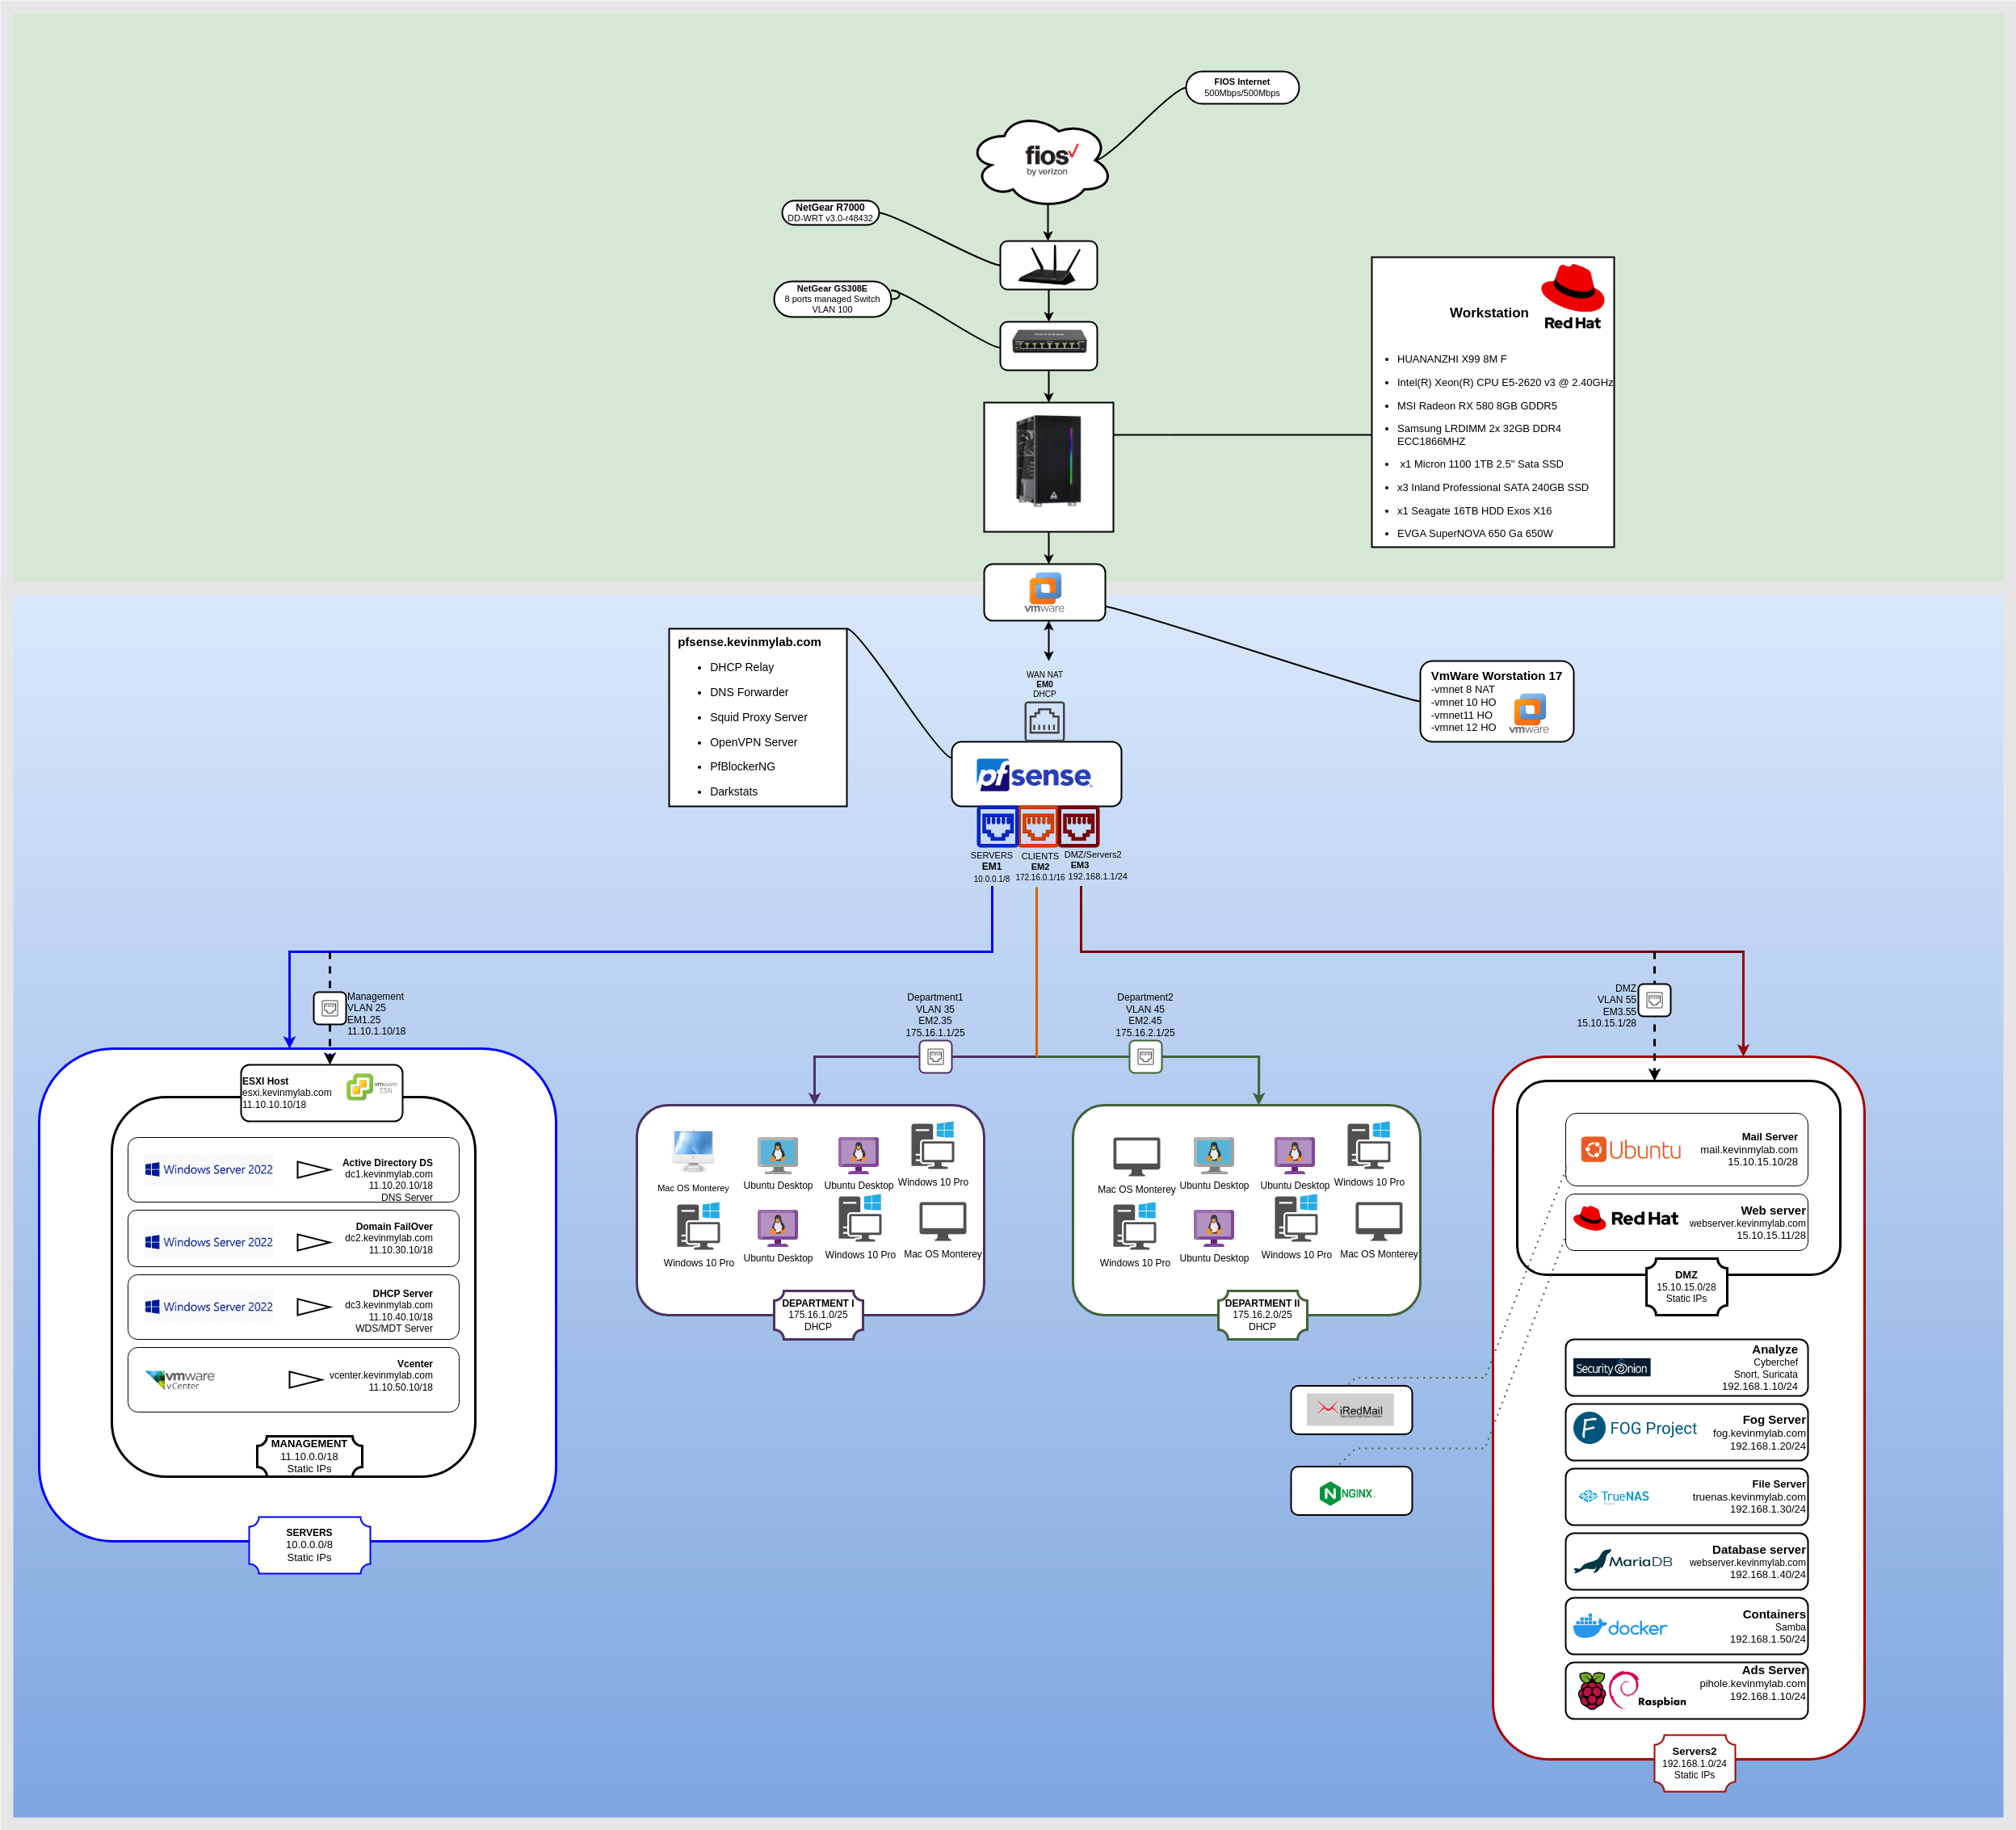 FIOS Internet
500Mbps/500Mbps
fios
by verizon
NetGear R7000
DD-WRT v3.0-r48432
NetGear GS308E
8 ports managed Switch
VLAN 100
NETGEAR
Workstation
Red Hat
HUANANZHI X99 8M F
Intel(R) Xeon(R) CPU E5-2620 v3 @ 2.40GHz
MSI Radeon RX 580 8GB GDDR5
Samsung LRDIMM 2x 32GB DDR4
ECC1866MHZ
x1 Micron 1100 1TB 2.5" Sata SSD
x3 Inland Professional SATA 240GB SSD
x1 Seagate 16TB HDD Exos X16
EVGA SuperNOVA 650 Ga 650W
vmware
pfsense.kevinmylab.com
DHCP Relay
DNS Forwarder
Squid Proxy Server
OpenVPN Server
PfBlockerNG
Darkstats
WAN NAT
EM0
DHCP
VmWare Worstation 17
-vmnet 8 NAT
-vmnet 10 HO
-vmnet11 HO
-vmnet 12 HO
vmware
pfsense
SERVERS
EM1
10.0.0.1/8
CLIENTS
EM2
172.16.0.1/16
DMZ/Servers2
EM3
192.168.1.1/24
Management
VLAN 25
EM1.25
11.10.1.10/18
Department1
VLAN 35
EM2.35
175.16.1.1/25
Department2
VLAN 45
EM2.45
175.16.2.1/25
DMZ
VLAN 55
EM3.55
15.10.15.1/28
ESXI Host
esxi.kevinmylab.com
11.10.10.10/18
vmware
ESXi
Windows Server 2022
Active Directory DS
dc1.kevinmylab.com
11.10.20.10/18
DNS Server
Windows Server 2022
Domain FailOver
dc2.kevinmylab.com
11.10.30.10/18
Windows Server 2022
DHCP Server
dc3.kevinmylab.com
11.10.40.10/18
WDS/MDT Server
vmware
vCenter
Vcenter
vcenter.kevinmylab.com
11.10.50.10/18
MANAGEMENT
11.10.0.0/18
Static IPs
SERVERS
10.0.0.0/8
Static IPs
Mac OS Monterey
Ubuntu Desktop
Ubuntu Desktop
Windows 10 Pro
Windows 10 Pro
Ubuntu Desktop
Windows 10 Pro
Mac OS Monterey
DEPARTMENT I
175.16.1.0/25
DHCP
Mac OS Monterey
Ubuntu Desktop
Ubuntu Desktop
Windows 10 Pro
Windows 10 Pro
Ubuntu Desktop
Windows 10 Pro
Mac OS Monterey
DEPARTMENT II
175.16.2.0/25
DHCP
Ubuntu
Mail Server
mail.kevinmylab.com
15.10.15.10/28
Red Hat
Web server
webserver.kevinmylab.com
15.10.15.11/28
DMZ
15.10.15.0/28
Static IPs
iRedMail
NGINX
Security Onion
Analyze
Cyberchef
Snort, Suricata
192.168.1.10/24
FOG Project
Fog Server
fog.kevinmylab.com
192.168.1.20/24
TrueNAS
File Server
truenas.kevinmylab.com
192.168.1.30/24
MariaDB
Database server
webserver.kevinmylab.com
192.168.1.40/24
docker
Containers
Samba
192.168.1.50/24
Raspbian
Ads Server
pihole.kevinmylab.com
192.168.1.10/24
Servers2
192.168.1.0/24
Static IPs